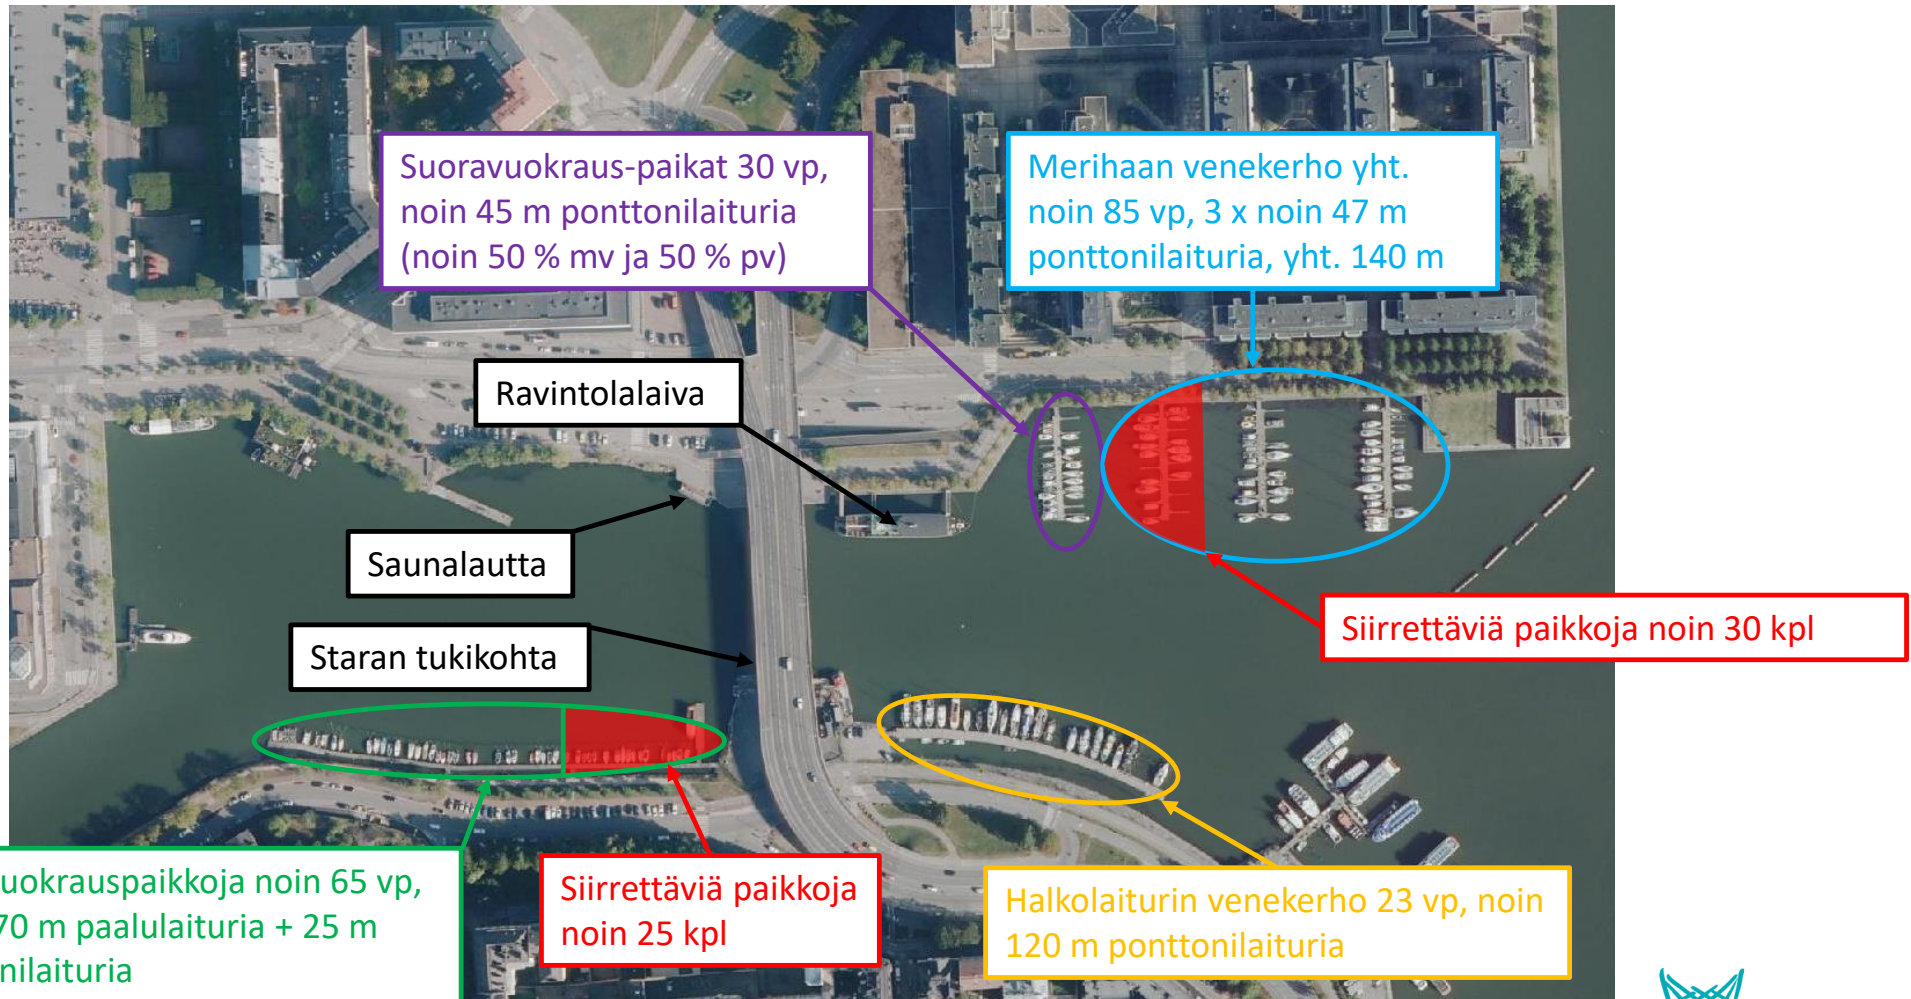 Suoravuokraus-paikat 30 vp,
noin 45 m ponttonilaituria
(noin 50 % mv ja 50 % pv)
Merihaan venekerho yht.
noin 85 vp, 3 x noin 47 m
ponttonilaituria, yht. 140 m
Ravintolalaiva
Saunalautta
Siirrettäviä paikkoja noin 30 kpl
Staran tukikohta
uokrauspaikkoja noin 65 vp,
70 m paalulaituria + 25 m
nilaituria
Siirrettäviä paikkoja
noin 25 kpl
Halkolaiturin venekerho 23 vp, noin
120 m ponttonilaituria